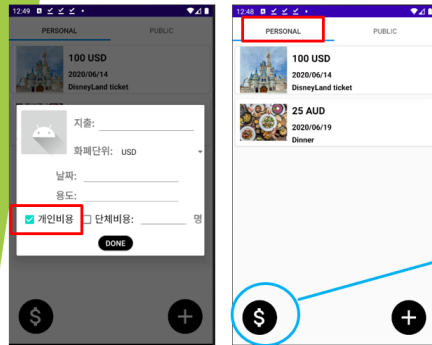 12:49
PERSONAL PUBLIC
100 USD
2020/06/14
DisneyLand ticket
지출:
화폐단위: USD
날짜:
용도:
개인비용 단체비용: 명
DONE
$ +
12:48
PERSONAL PUBLIC
100 USD
2020/06/14
DisneyLand ticket
25 AUD
2020/06/19
Dinner
$ +